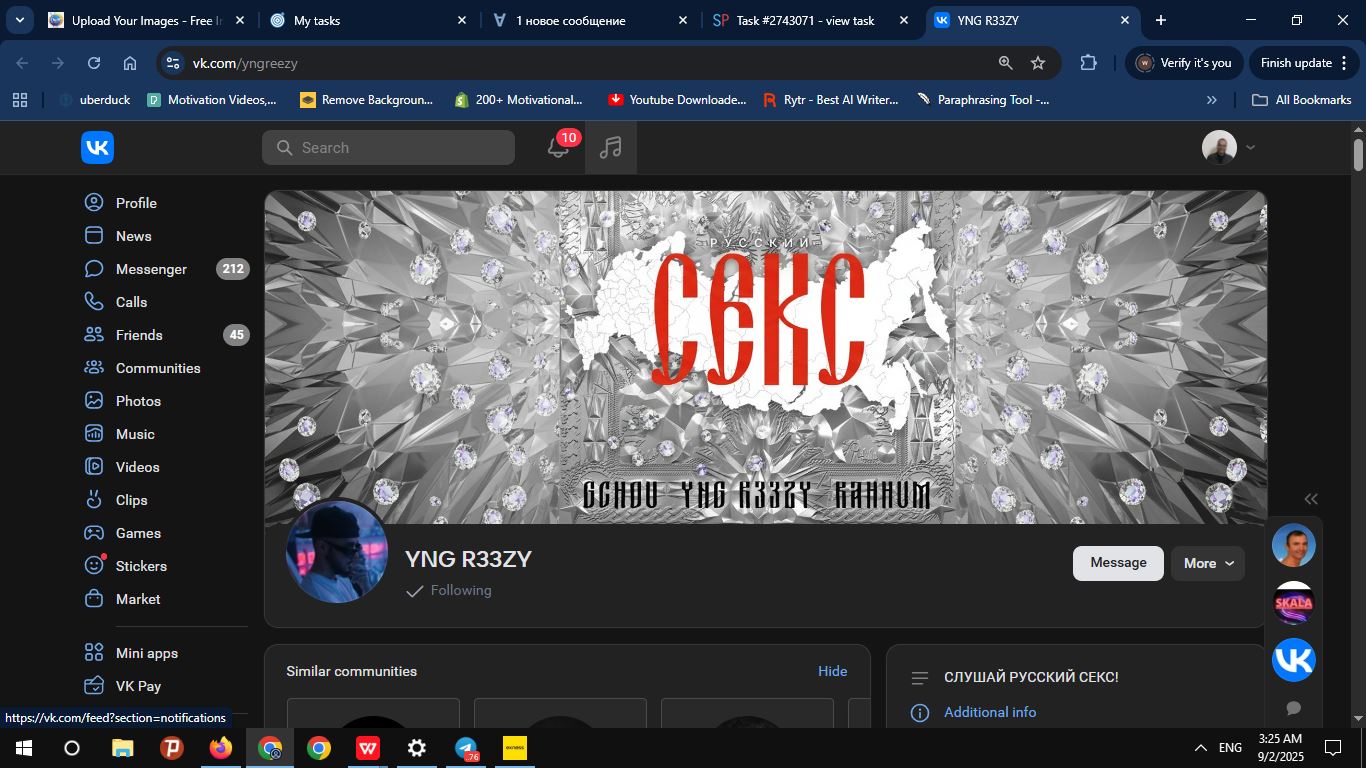 Upload Your Images - Free Ir
My tasks
1 новое сообщение
SP Task #2743071 - view task
YNG R33ZY
vk.com/yngreezy
W Verify it's you
Finish update
uberduck
Motivation Videos,...
Remove Backgroun...
200+ Motivational...
Youtube Downloade...
Rytr - Best AI Writer...
Paraphrasing Tool -...
All Bookmarks
Search
10
Profile
News
Messenger 212
Calls
Friends 45
Communities
Photos
Music
Videos
Clips
Games
Stickers
Market
Mini apps
VK Pay
РУССКИЙ
СЕКС
YNG R33ZY
YNG R33ZY
Following
Message
More
SKALA
Similar communities
Hide
СЛУШАЙ РУССКИЙ СЕКС!
Additional info
https://vk.com/feed?section=notifications
76
exness
ENG
3:25 AM
9/2/2025